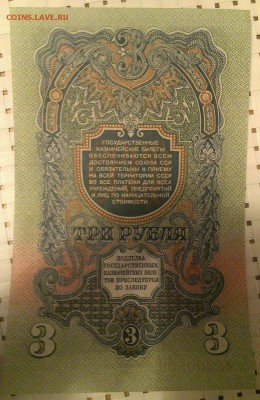 COINS.LAVE.RU
3
ГОСУДАРСТВЕННЫЕ
КАЗНАЧЕЙСКИЕ БИЛЕТЫ
ОБЕСПЕЧИВАЮТСЯ ВСЕМ
ДОСТОЯНИЕМ СОЮЗА ССР
И ОБЯЗАТЕЛЬНЫ К ПРИЕМУ
НА ВСЕЙ ТЕРРИТОРИИ СССР
ВО ВСЕ ПЛАТЕЖИ ДЛЯ ВСЕХ
УЧРЕЖДЕНИЙ, ПРЕДПРИЯТИЙ
И ЛИЦ ПО НАРИЦАТЕЛЬНОЙ
СТОИМОСТИ.
ТРИ РУБЛЯ
ПОДДЕЛКА
ГОСУДАРСТВЕННЫХ
КАЗНАЧЕЙСКИХ БИЛЕ-
ТОВ ПРЕСЛЕДУЕТСЯ
ПО ЗАКОНУ
3 3 3